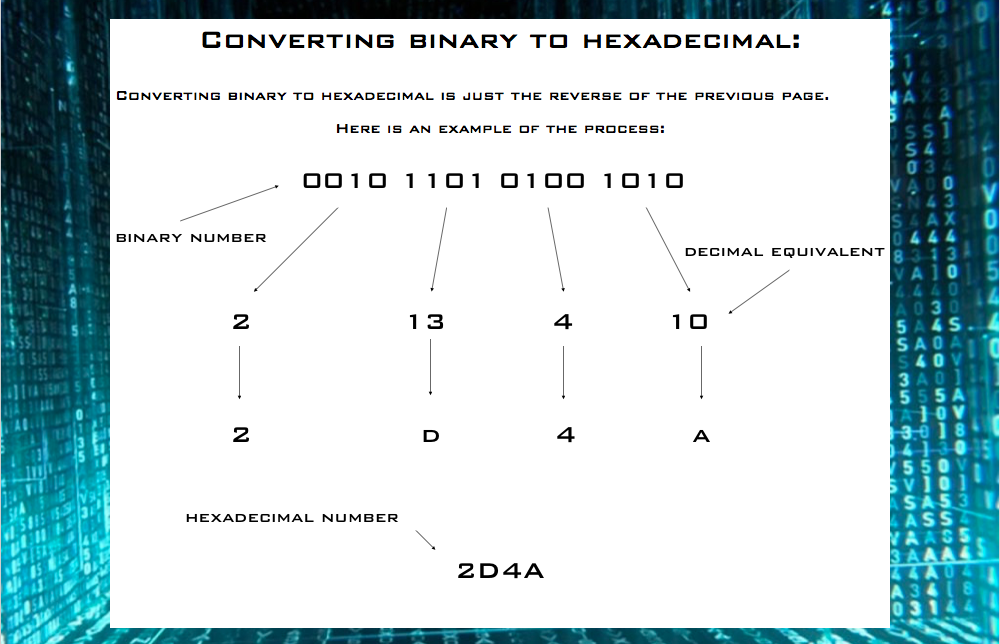 Converting binary to hexadecimal:
Converting binary to hexadecimal is just the reverse of the previous page.
Here is an example of the process:
0010 1101 0100 1010
binary number
decimal equivalent
2 13 4 10
2 D 4 A
hexadecimal number
2D4A